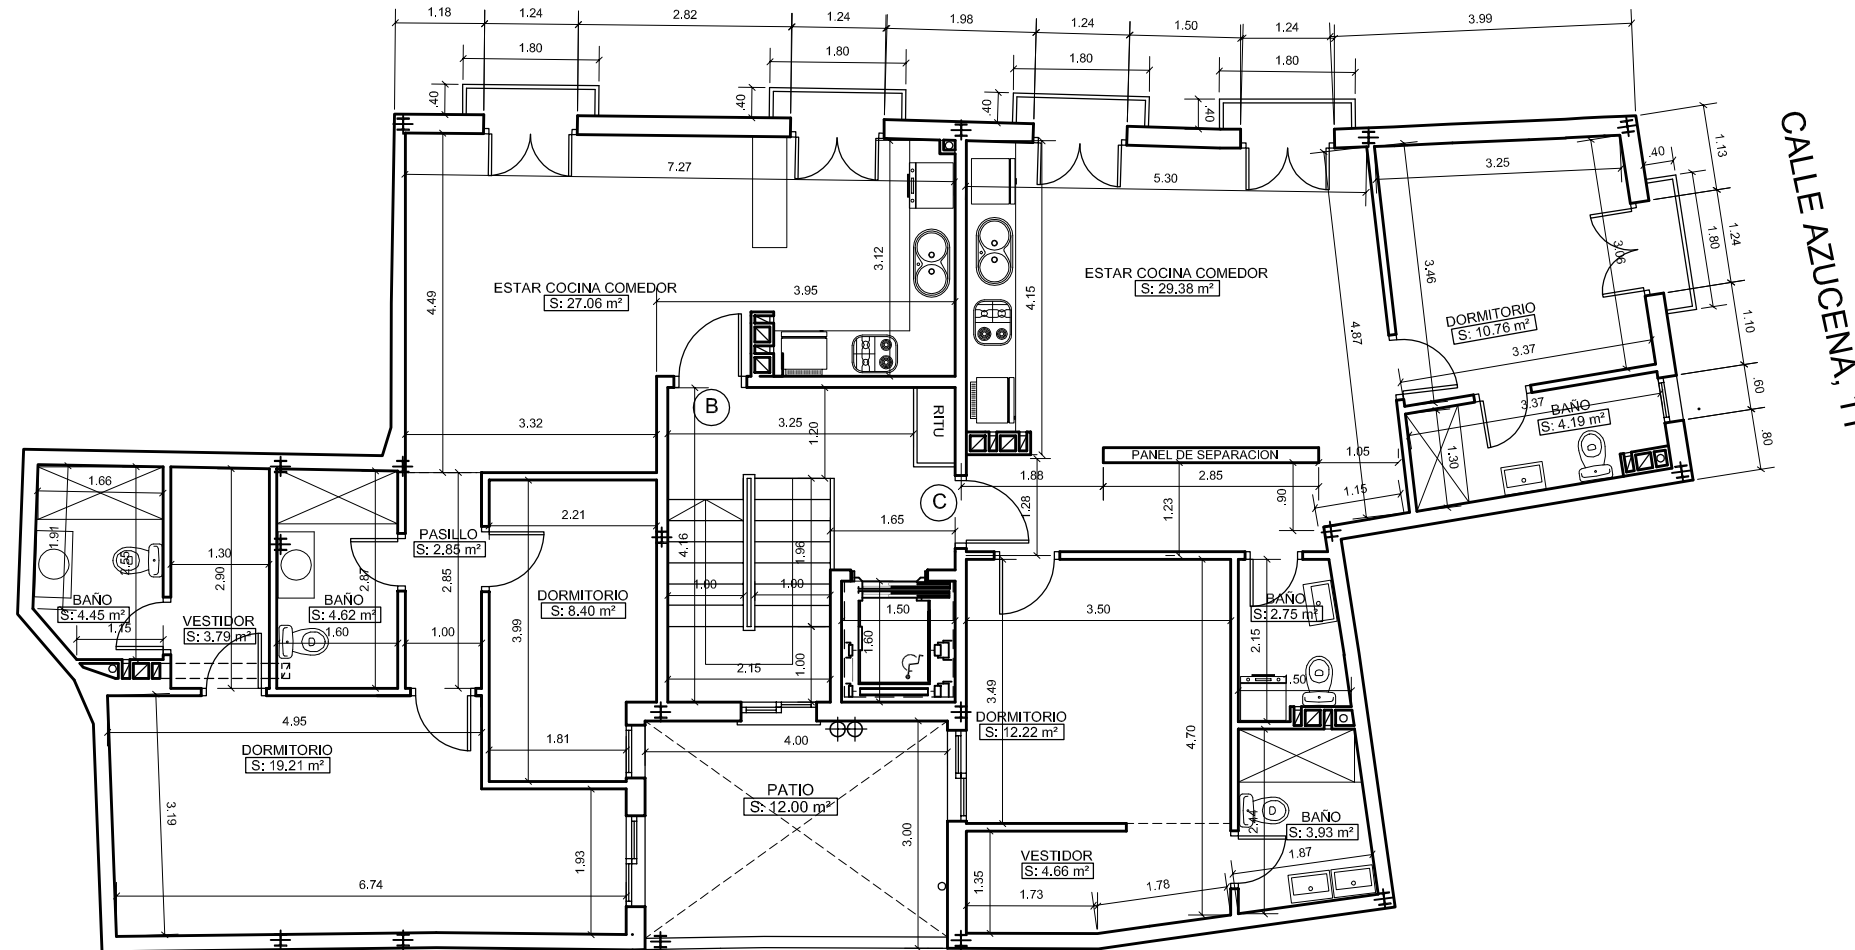 1.18
1.24
2.82
1.24
1.98
1.24
1.50
1.24
3.99
1.80
1.80
1.80
1.80
.40
.40
.40
.40
.40
1.13
1.24
1.80
1.10
.60
.80
CALLE AZUCENA, 11
7.27
5.30
3.25
4.49
3.12
4.15
3.46
3.06
4.87
ESTAR COCINA COMEDOR
S: 27.06 m²
3.95
ESTAR COCINA COMEDOR
S: 29.38 m²
DORMITORIO
S: 10.76 m²
3.37
3.37
BAÑO
S: 4.19 m²
1.30
B
RITU
3.32
3.25
1.20
PANEL DE SEPARACION
1.05
1.88
2.85
1.28
1.23
.90
1.15
C
1.65
1.66
1.91
2.55
1.30
2.90
2.87
2.85
2.21
PASILLO
S: 2.85 m²
4.16
1.96
1.00
1.00
BAÑO
S: 4.45 m²
1.15
VESTIDOR
S: 3.79 m²
BAÑO
S: 4.62 m²
1.60
1.00
DORMITORIO
S: 8.40 m²
3.99
1.50
1.60
2.15
1.00
3.50
BAÑO
S: 2.75 m²
2.15
1.50
3.49
DORMITORIO
S: 12.22 m²
4.70
4.95
DORMITORIO
S: 19.21 m²
1.81
4.00
PATIO
S: 12.00 m²
3.00
3.19
1.93
6.74
BAÑO
S: 3.93 m²
2.44
1.87
VESTIDOR
S: 4.66 m²
1.35
1.73
1.78